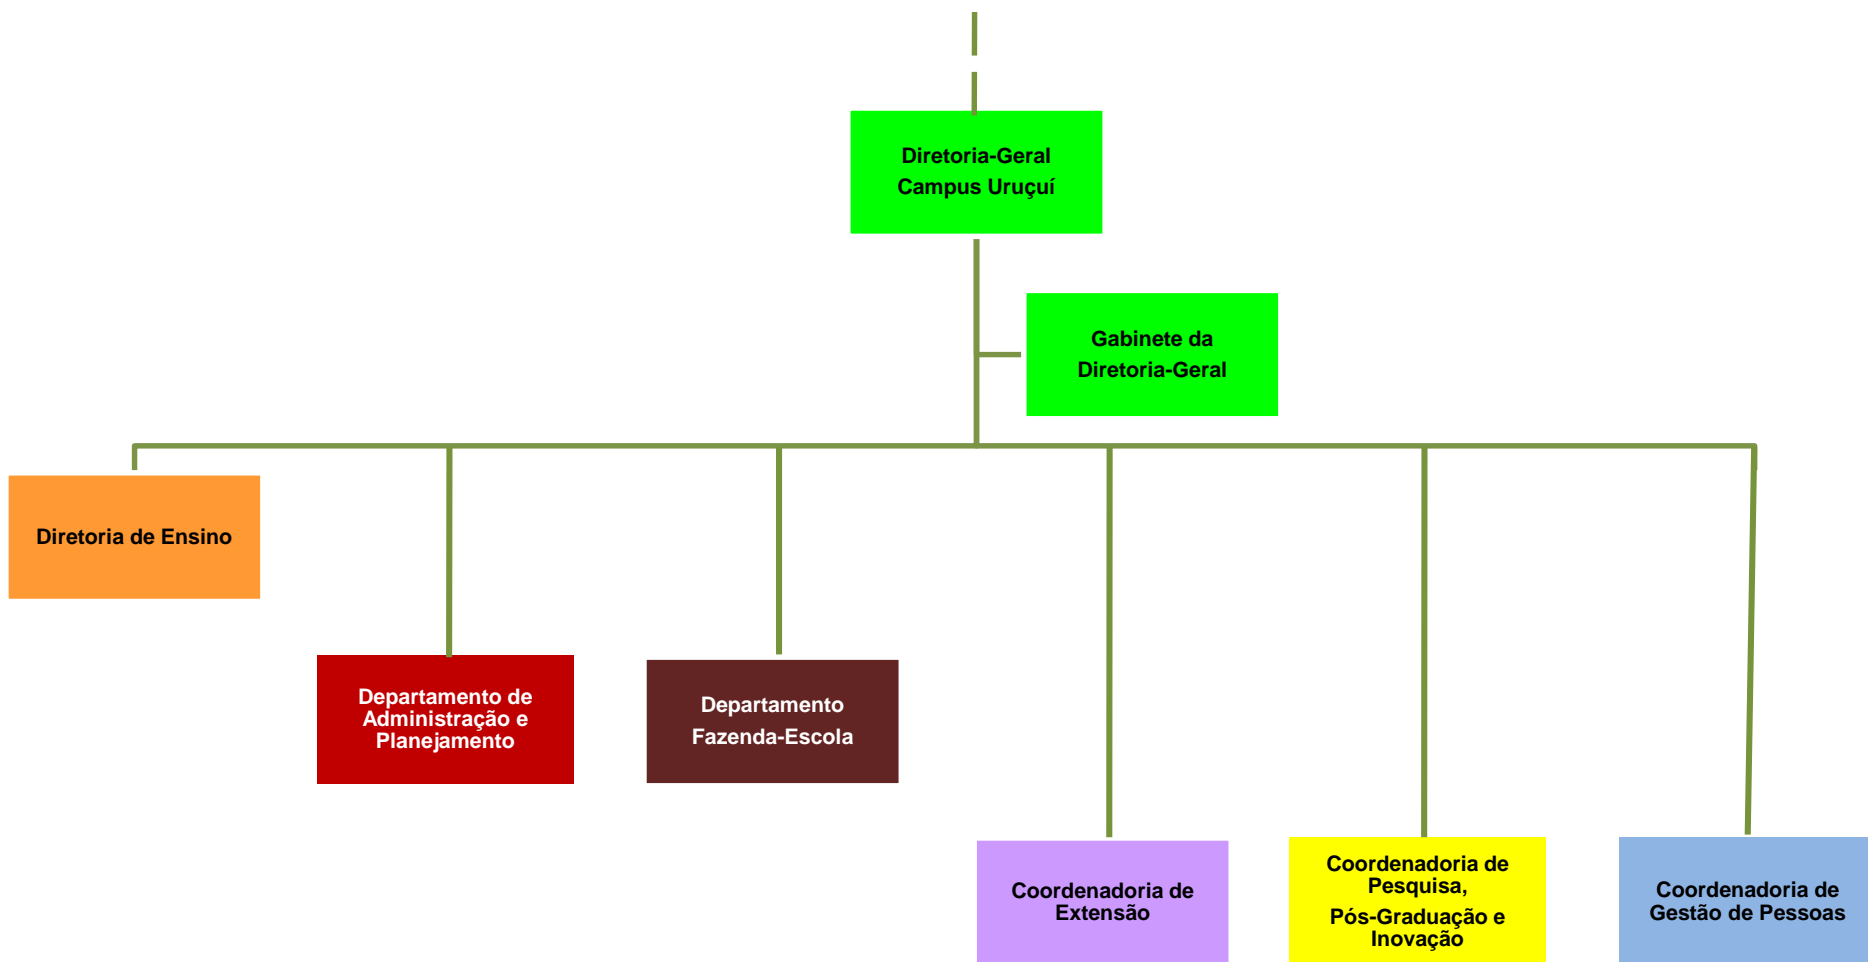 Diretoria-Geral
Campus Uruçuí
Gabinete da
Diretoria-Geral
Diretoria de Ensino
Departamento de
Administração e
Planejamento
Departamento
Fazenda-Escola
Coordenadoria de
Extensão
Coordenadoria de
Pesquisa,
Pós-Graduação e
Inovação
Coordenadoria de
Gestão de Pessoas